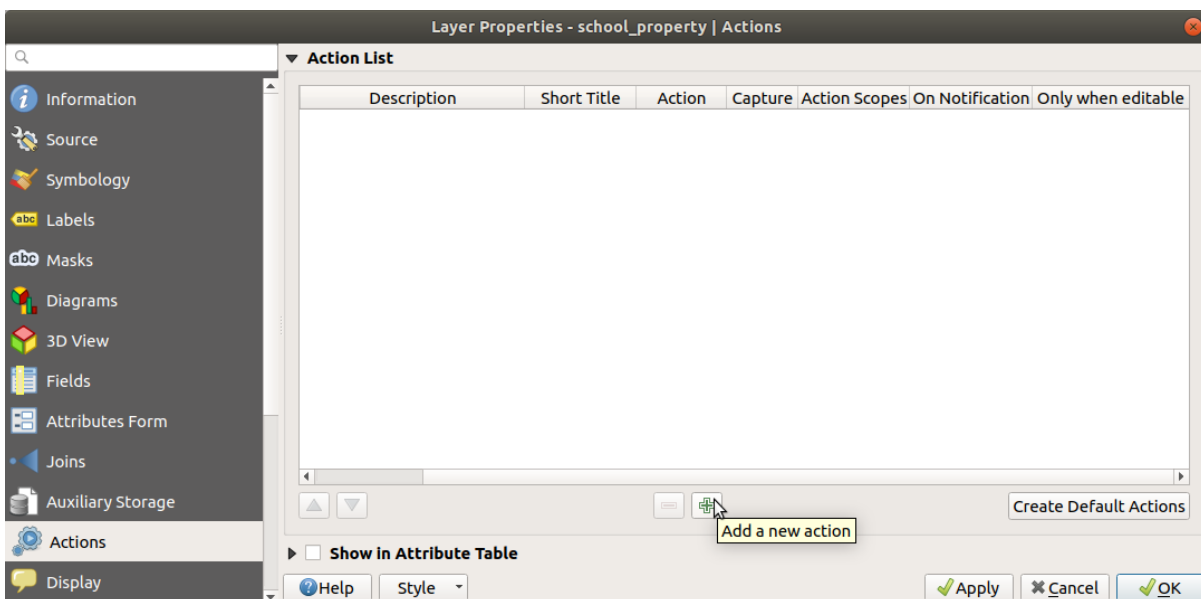 Layer Properties - school_property | Actions
Action List
Description Short Title Action Capture Action Scopes On Notification Only when editable
Information
Source
Symbology
abc Labels
abc Masks
Diagrams
3D View
Fields
Attributes Form
Joins
Auxiliary Storage
Actions
Display
Create Default Actions
Add a new action
Show in Attribute Table
Help Style Apply Cancel OK